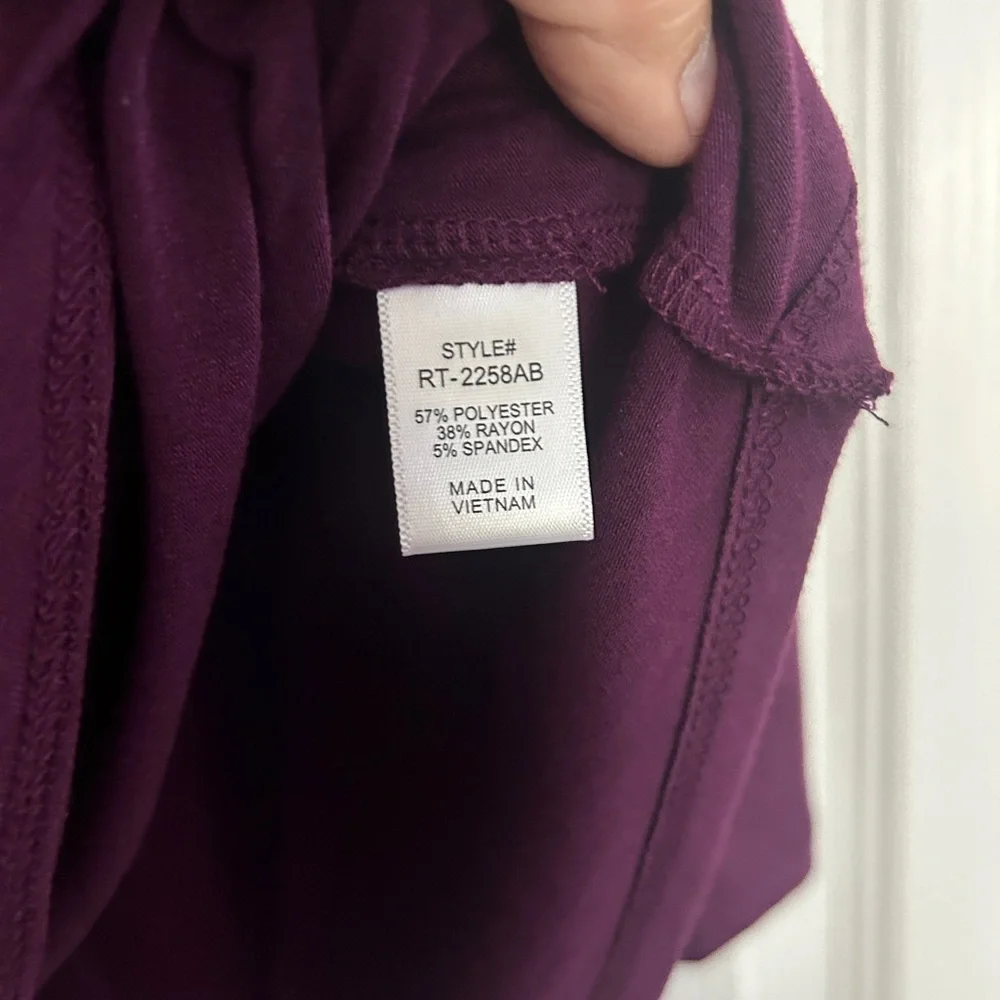 STYLE#
RT-2258AB
57% POLYESTER
38% RAYON
5% SPANDEX
MADE IN
VIETNAM